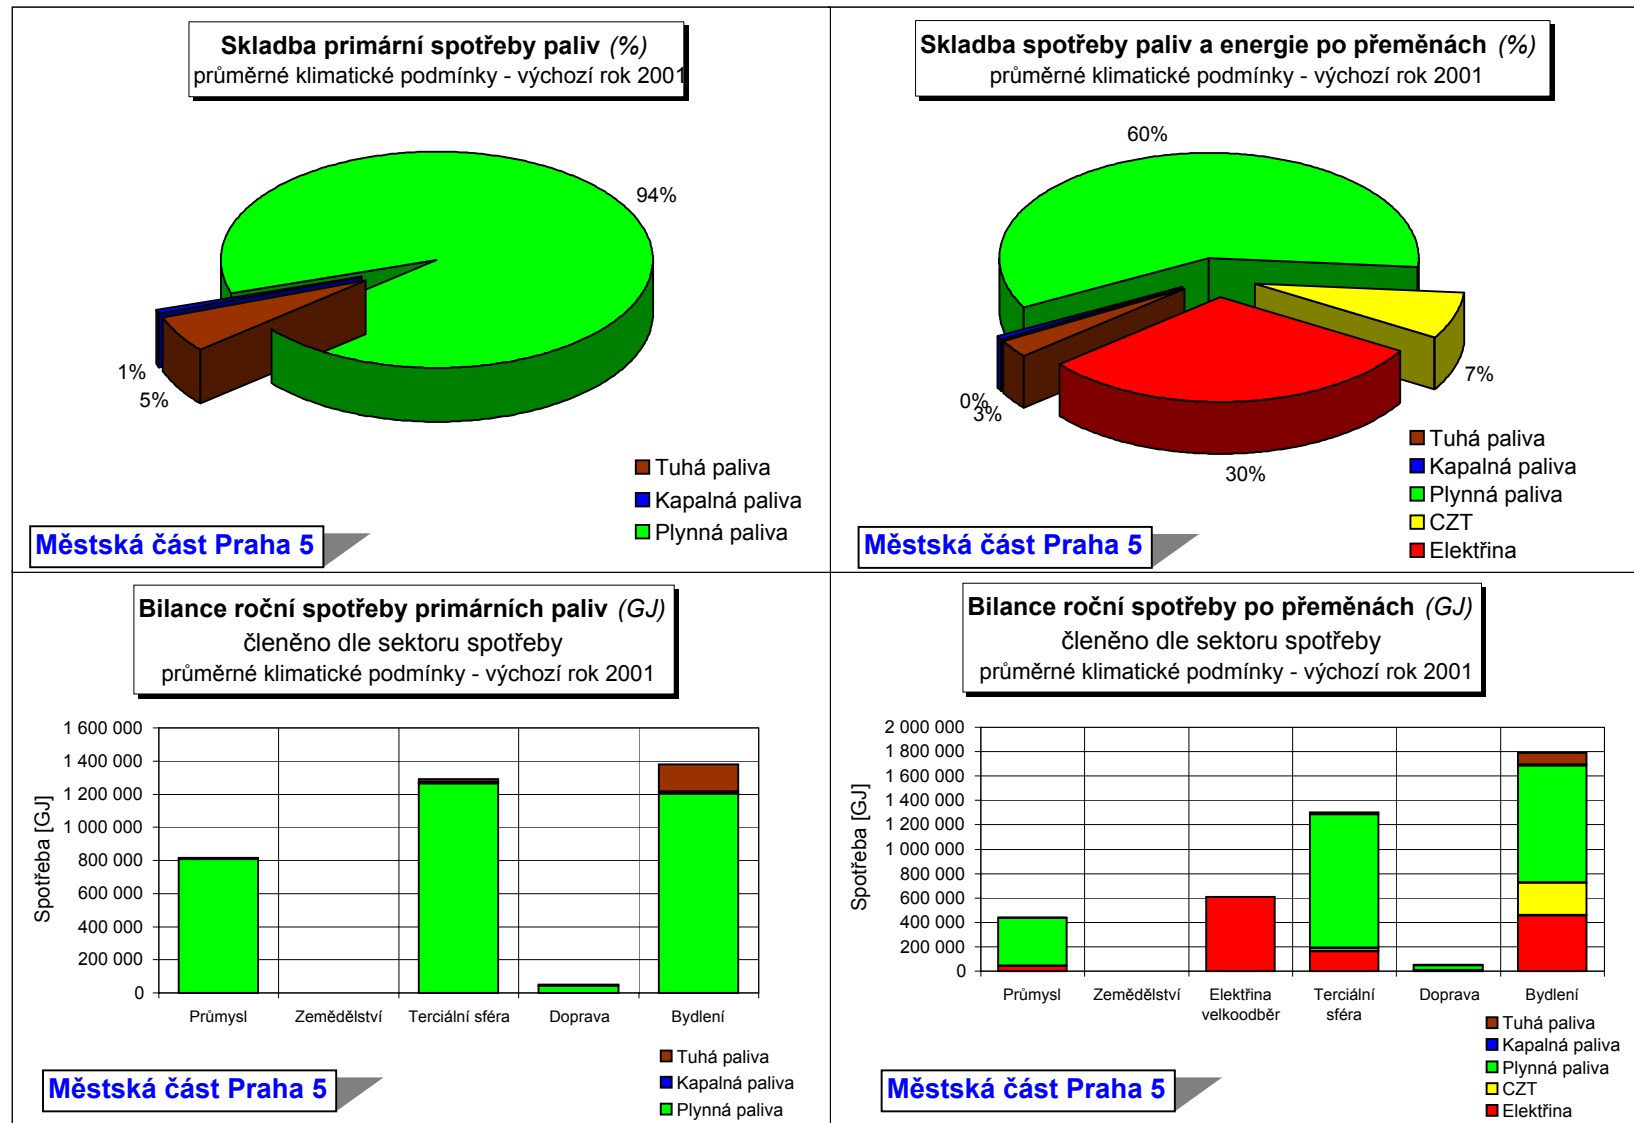 Skladba primární spotřeby paliv (%)
průměrné klimatické podmínky - výchozí rok 2001
94%
1%
5%
Tuhá paliva
Kapalná paliva
Plynná paliva
Městská část Praha 5
Skladba spotřeby paliv a energie po přeměnách (%)
průměrné klimatické podmínky - výchozí rok 2001
60%
7%
0%
3%
30%
Tuhá paliva
Kapalná paliva
Plynná paliva
CZT
Elektřina
Městská část Praha 5
Bilance roční spotřeby primárních paliv (GJ)
členěno dle sektoru spotřeby
průměrné klimatické podmínky - výchozí rok 2001
Spotřeba [GJ]
1 600 000
1 400 000
1 200 000
1 000 000
800 000
600 000
400 000
200 000
0
Průmysl Zemědělství Terciální sféra Doprava Bydlení
Tuhá paliva
Kapalná paliva
Plynná paliva
Městská část Praha 5
Bilance roční spotřeby po přeměnách (GJ)
členěno dle sektoru spotřeby
průměrné klimatické podmínky - výchozí rok 2001
Spotřeba [GJ]
2 000 000
1 800 000
1 600 000
1 400 000
1 200 000
1 000 000
800 000
600 000
400 000
200 000
0
Průmysl Zemědělství Elektřina Terciální Doprava Bydlení
velkoodběr sféra
Tuhá paliva
Kapalná paliva
Plynná paliva
CZT
Elektřina
Městská část Praha 5